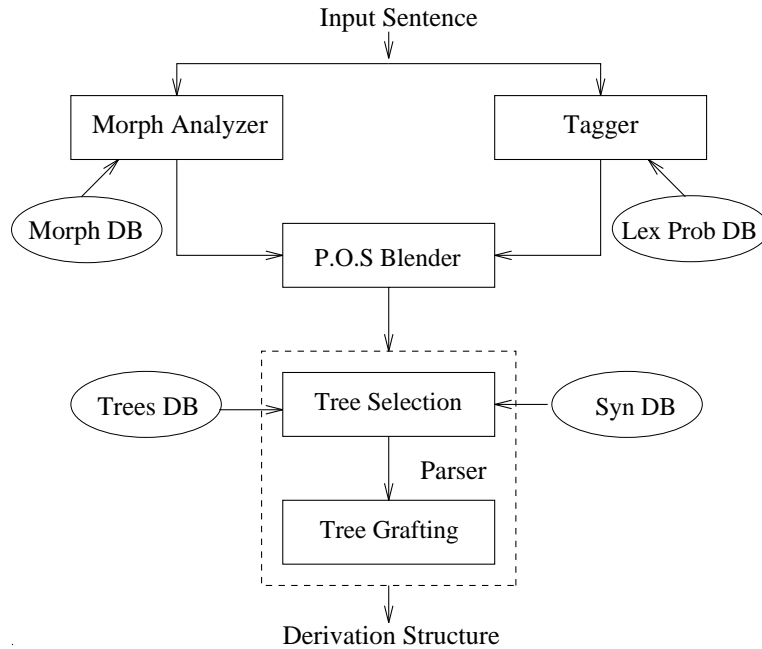 Input Sentence
Morph Analyzer
Tagger
Morph DB
Lex Prob DB
P.O.S Blender
Trees DB
Tree Selection
Syn DB
Parser
Tree Grafting
Derivation Structure